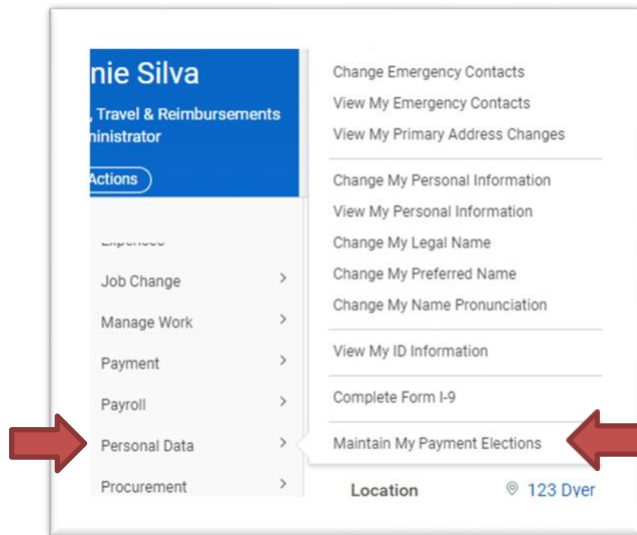 nie Silva
, Travel & Reimbursements
ninistrator
Actions
Job Change
Manage Work
Payment
Payroll
Personal Data
Procurement
Change Emergency Contacts
View My Emergency Contacts
View My Primary Address Changes
Change My Personal Information
View My Personal Information
Change My Legal Name
Change My Preferred Name
Change My Name Pronunciation
View My ID Information
Complete Form I-9
Maintain My Payment Elections
Location 123 Dyer